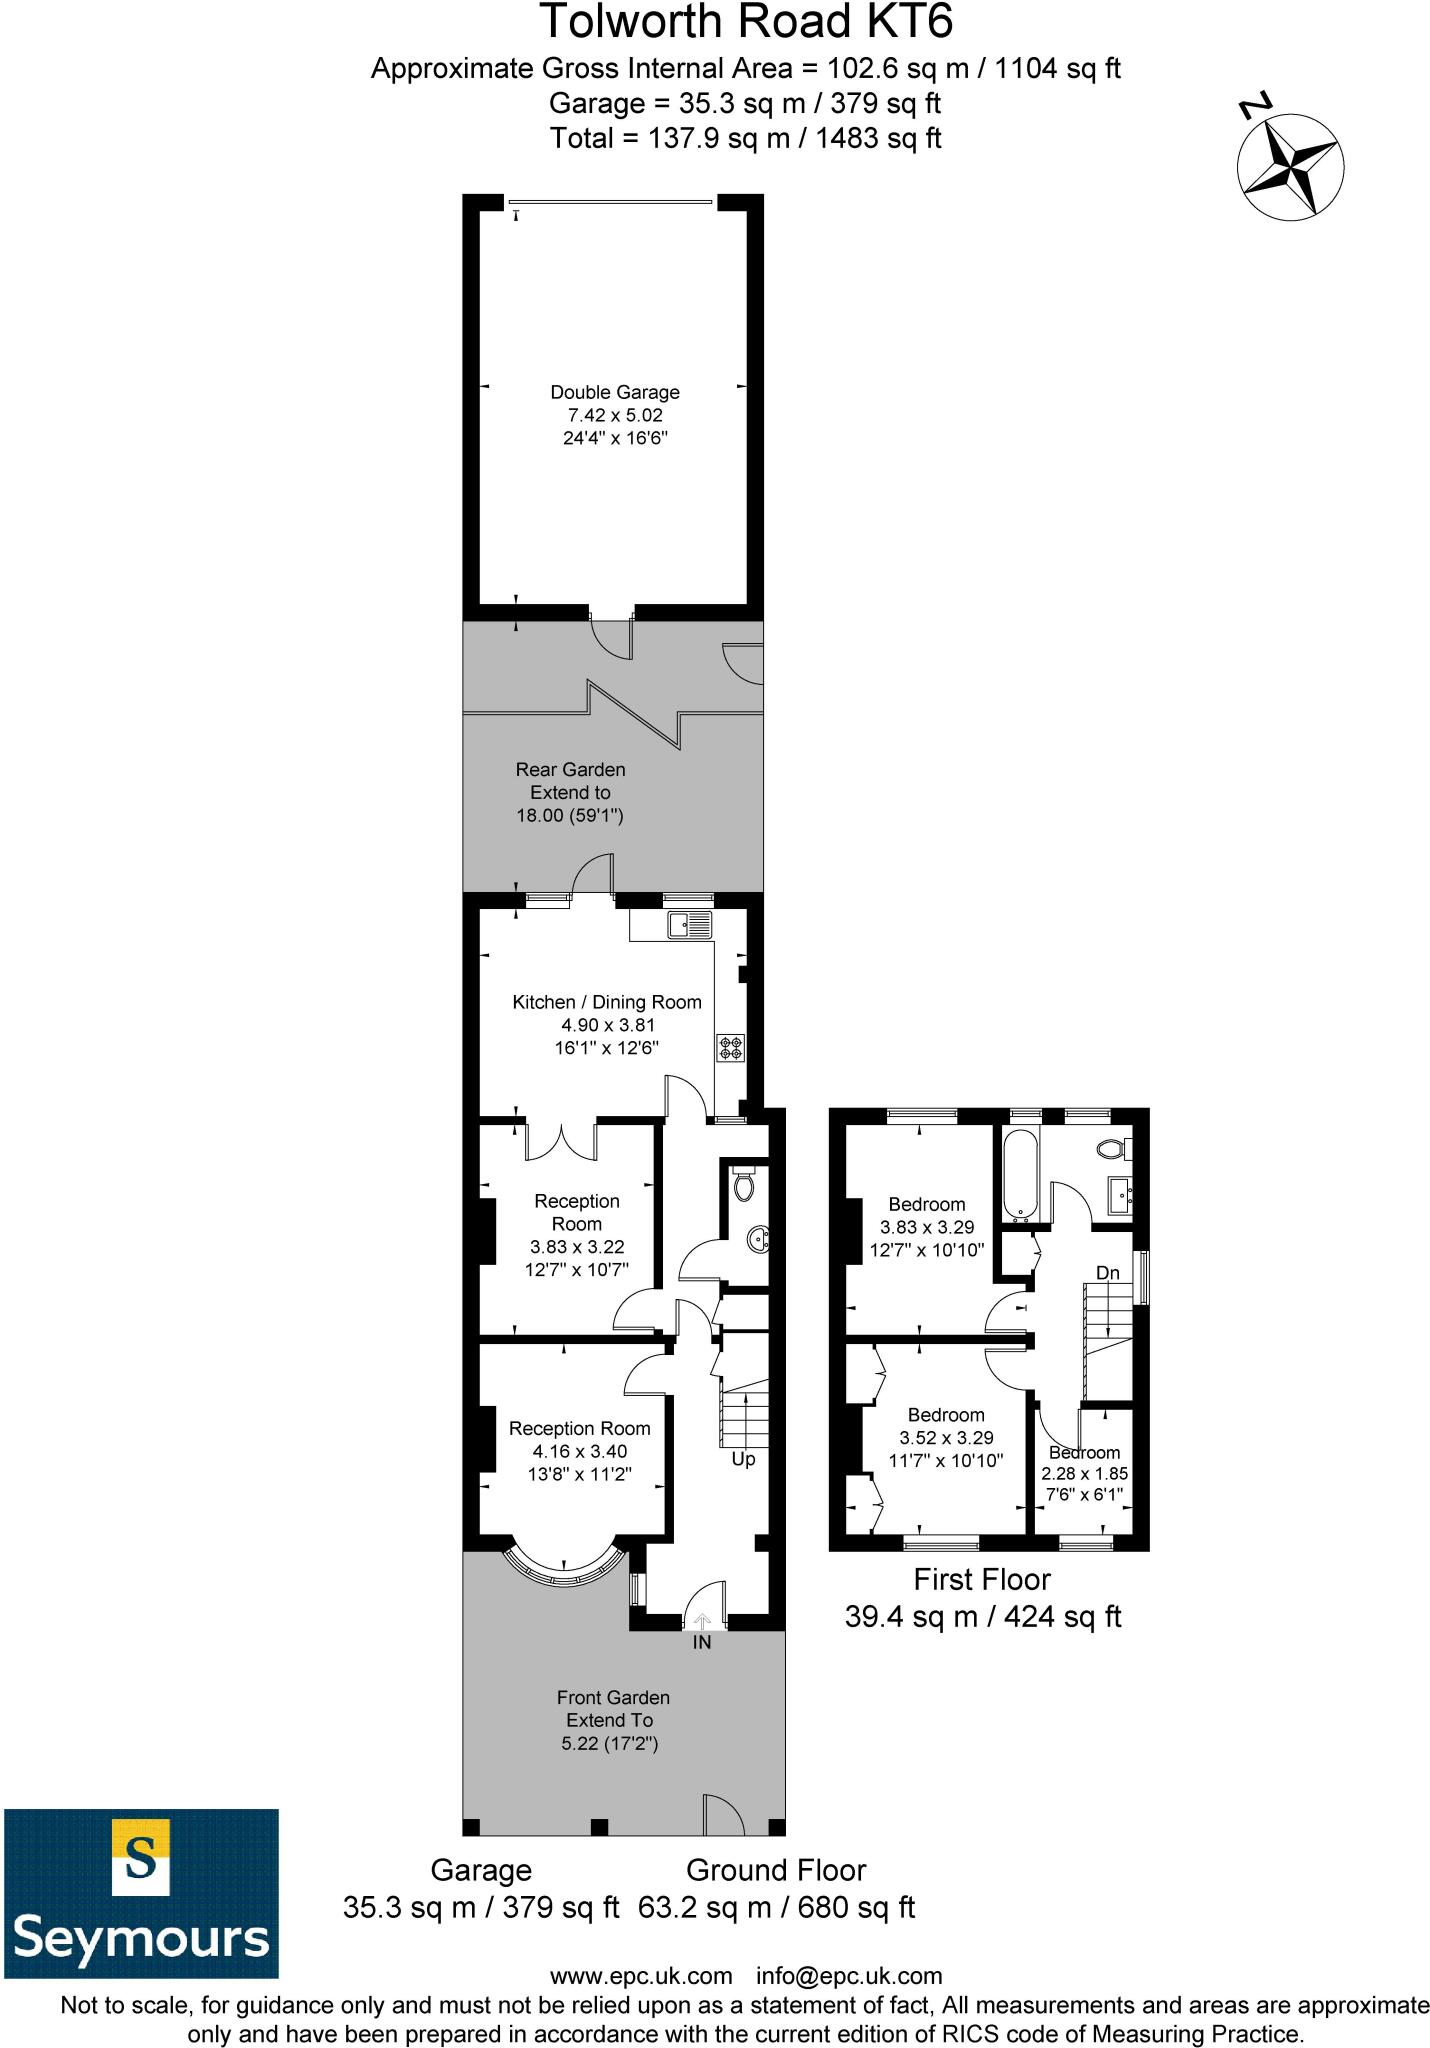 Tolworth Road KT6
Approximate Gross Internal Area = 102.6 sq m / 1104 sq ft
Garage = 35.3 sq m / 379 sq ft
Total = 137.9 sq m / 1483 sq ft
N
Double Garage
7.42 x 5.02
24'4" x 16'6"
Rear Garden
Extend to
18.00 (59'1")
Kitchen / Dining Room
4.90 x 3.81
16'1" x 12'6"
Reception
Room
3.83 x 3.22
12'7" x 10'7"
Reception Room
4.16 x 3.40
13'8" x 11'2"
Up
IN
Front Garden
Extend To
5.22 (17'2")
Bedroom
3.83 x 3.29
12'7" x 10'10"
Dn
Bedroom
3.52 x 3.29
11'7" x 10'10"
Bedroom
2.28 x 1.85
7'6" x 6'1"
First Floor
39.4 sq m / 424 sq ft
Garage
35.3 sq m / 379 sq ft
Ground Floor
63.2 sq m / 680 sq ft
S
Seymours
www.epc.uk.com info@epc.uk.com
Not to scale, for guidance only and must not be relied upon as a statement of fact, All measurements and areas are approximate
only and have been prepared in accordance with the current edition of RICS code of Measuring Practice.